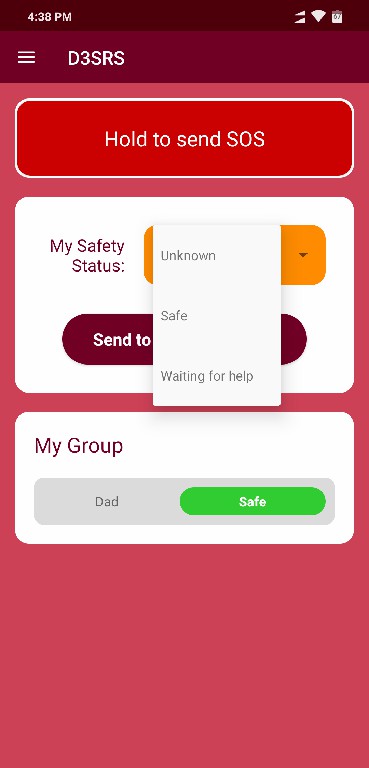 4:38 PM
D3SRS
Hold to send SOS
My Safety
Status:
Unknown
Safe
Waiting for help
Send to
My Group
Dad
Safe